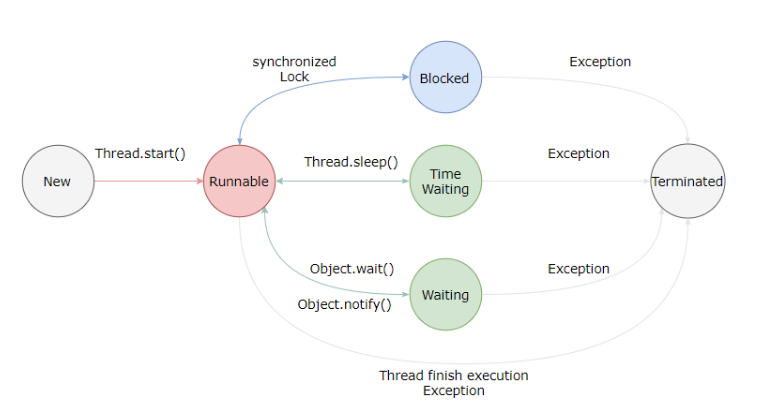 synchronized
Lock
Blocked
Exception
Thread.start()
New
Runnable
Thread.sleep()
Time
Waiting
Exception
Terminated
Object.wait()
Object.notify()
Waiting
Exception
Thread finish execution
Exception